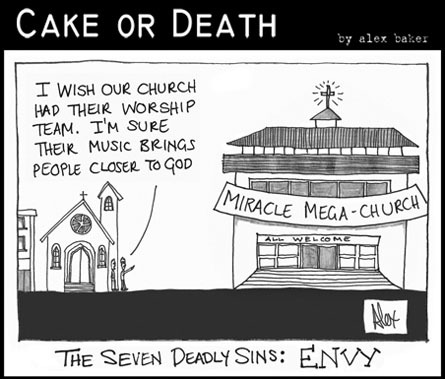 CAKE OR DEATH
by alex baker
I WISH OUR CHURCH
HAD THEIR WORSHIP
TEAM. I'M SURE
THEIR MUSIC BRINGS
PEOPLE CLOSER TO GOD
MIRACLE MEGA-CHURCH
ALL WELCOME
Alex
THE SEVEN DEADLY SINS: ENVY